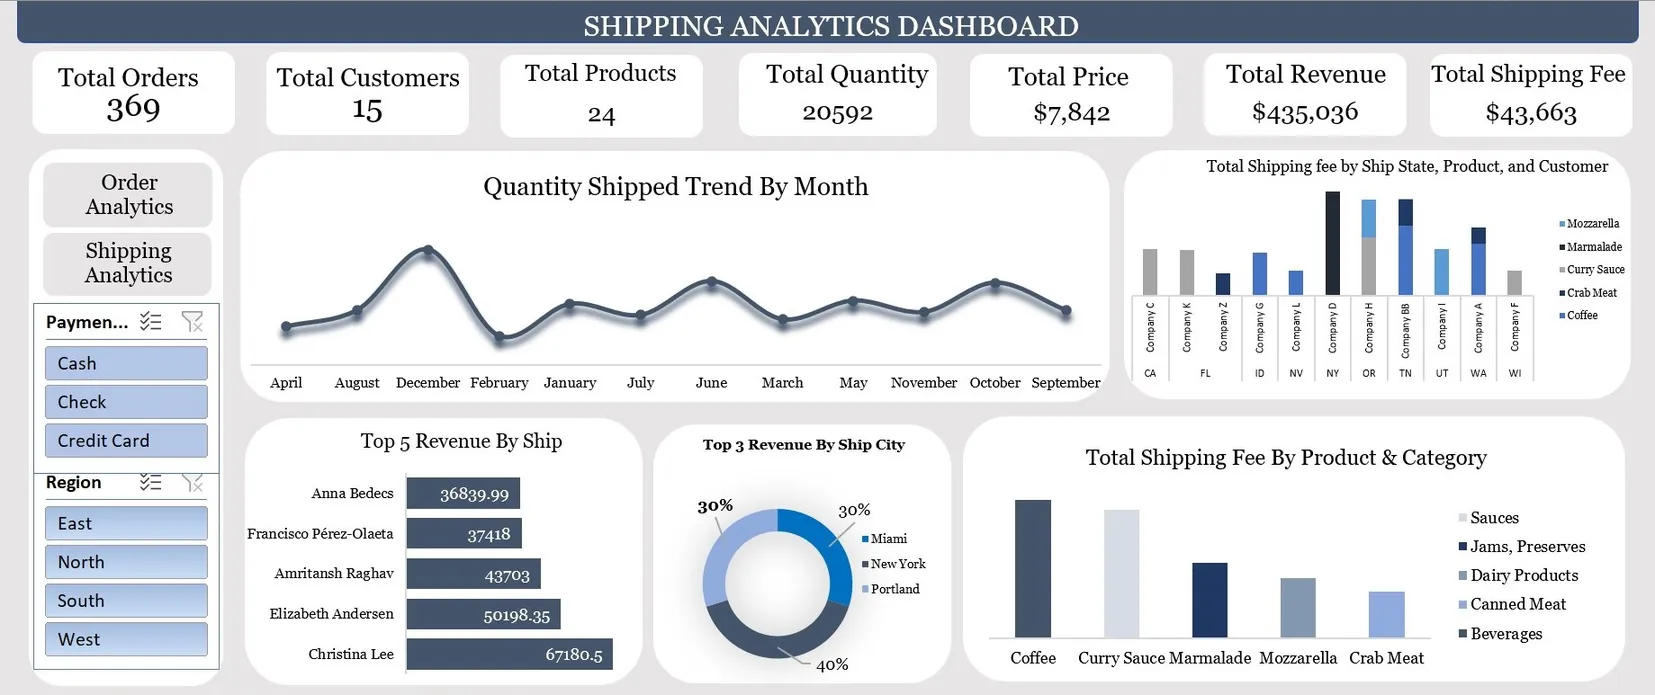 SHIPPING ANALYTICS DASHBOARD
Total Orders
369
Total Customers
15
Total Products
24
Total Quantity
20592
Total Price
$7,842
Total Revenue
$435,036
Total Shipping Fee
$43,663
Order
Analytics
Shipping
Analytics
Paymen...
Cash
Check
Credit Card
Region
East
North
South
West
Quantity Shipped Trend By Month
April August December February January July June March May November October September
Total Shipping fee by Ship State, Product, and Customer
Mozzarella
Marmalade
Curry Sauce
Crab Meat
Coffee
Company C
Company K
Company Z
Company G
Company L
Company D
Company H
Company BB
Company I
Company A
Company F
CA FL ID NV NY OR TN UT WA WI
Top 5 Revenue By Ship
Anna Bedecs 36839.99
Francisco Pérez-Olaeta 37418
Amritansh Raghav 43703
Elizabeth Andersen 50198.35
Christina Lee 67180.5
Top 3 Revenue By Ship City
30%
30%
40%
Miami
New York
Portland
Total Shipping Fee By Product & Category
Coffee Curry Sauce Marmalade Mozzarella Crab Meat
Sauces
Jams, Preserves
Dairy Products
Canned Meat
Beverages